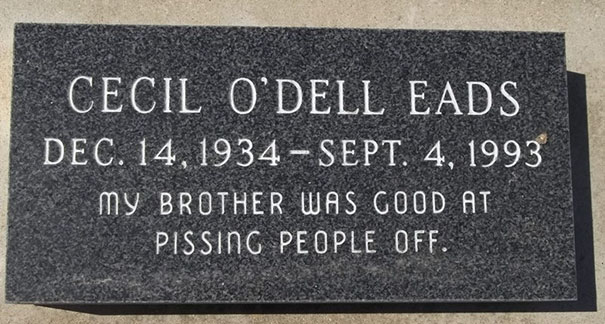 CECIL O'DELL EADS
DEC. 14, 1934 – SEPT. 4, 1993
MY BROTHER WAS GOOD AT
PISSING PEOPLE OFF.